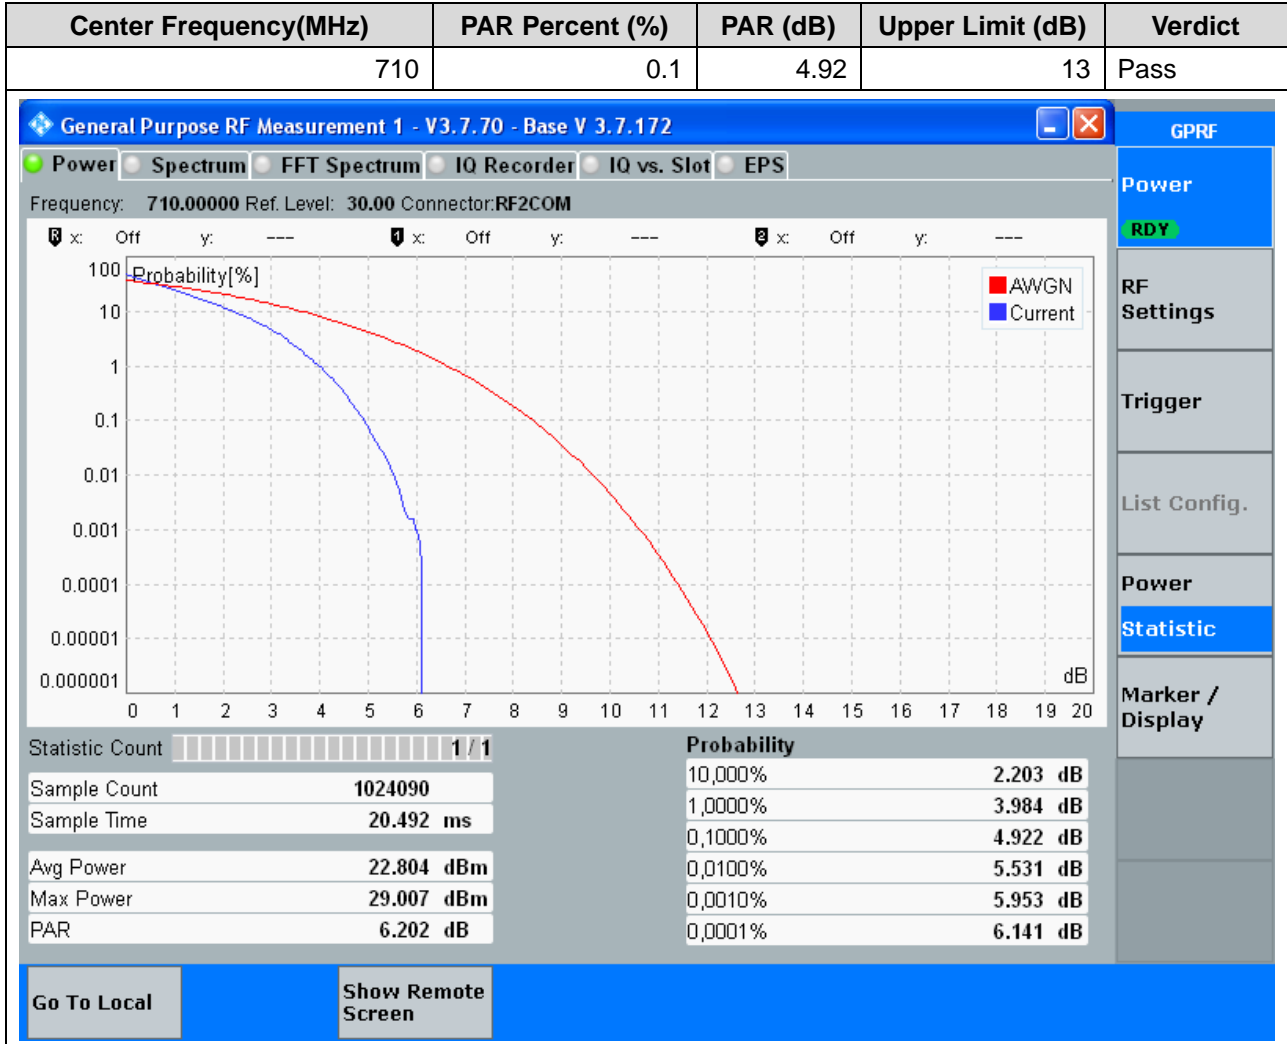 Center Frequency(MHz) PAR Percent (%) PAR (dB) Upper Limit (dB) Verdict
710 0.1 4.92 13 Pass
General Purpose RF Measurement 1 - V3.7.70 - Base V 3.7.172
GPRF
Power Spectrum FFT Spectrum IQ Recorder IQ vs. Slot EPS
Power
RDY
Frequency: 710.00000 Ref. Level: 30.00 Connector:RF2COM
R x: Off y: --- 1 x: Off y: --- 2 x: Off y: ---
Probability[%]
AWGN
Current
100
10
1
0.1
0.01
0.001
0.0001
0.00001
0.000001
dB
0 1 2 3 4 5 6 7 8 9 10 11 12 13 14 15 16 17 18 19 20
RF
Settings
Trigger
List Config.
Power
Statistic
Marker /
Display
Statistic Count 1 / 1
Sample Count 1024090
Sample Time 20.492 ms
Avg Power 22.804 dBm
Max Power 29.007 dBm
PAR 6.202 dB
Probability
10,000% 2.203 dB
1,0000% 3.984 dB
0,1000% 4.922 dB
0,0100% 5.531 dB
0,0010% 5.953 dB
0,0001% 6.141 dB
Go To Local
Show Remote
Screen